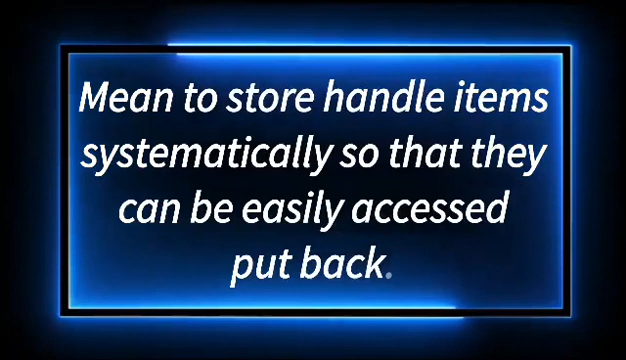 Mean to store handle items
systematically so that they
can be easily accessed
put back.